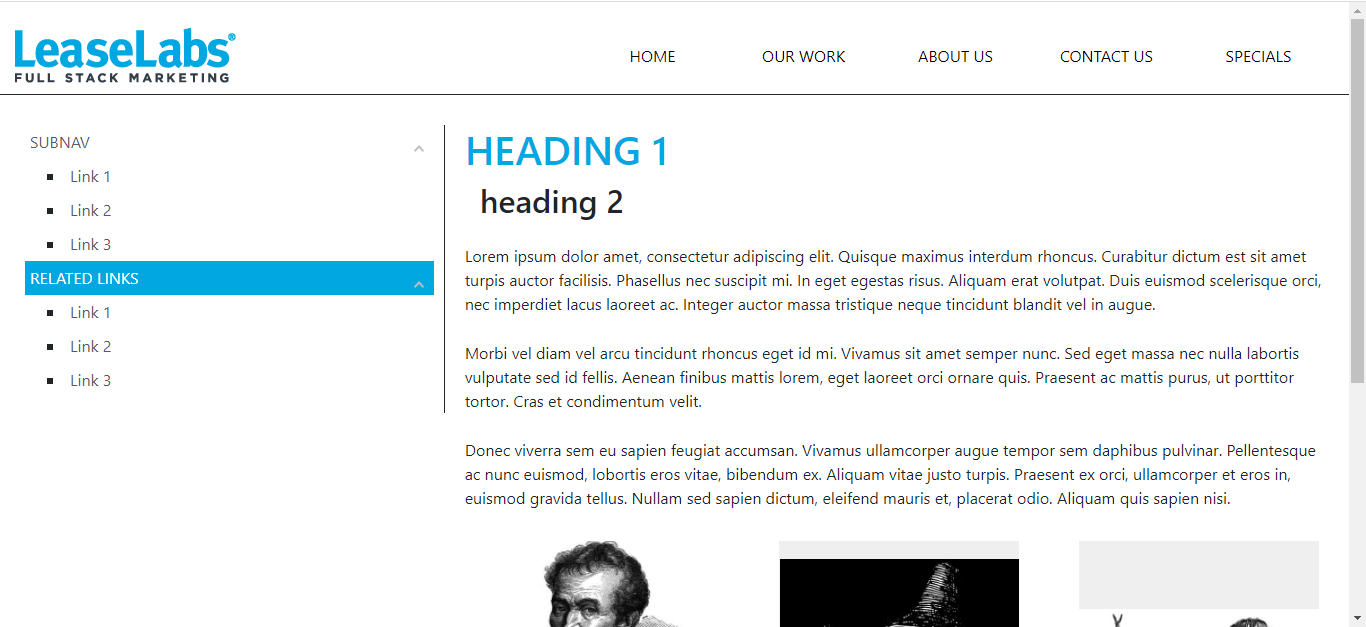 LeaseLabs®
FULL STACK MARKETING
HOME OUR WORK ABOUT US CONTACT US SPECIALS
SUBNAV
Link 1
Link 2
Link 3
RELATED LINKS
Link 1
Link 2
Link 3
HEADING 1
heading 2
Lorem ipsum dolor amet, consectetur adipiscing elit. Quisque maximus interdum rhoncus. Curabitur dictum est sit amet
turpis auctor facilisis. Phasellus nec suscipit mi. In eget egestas risus. Aliquam erat volutpat. Duis euismod scelerisque orci,
nec imperdiet lacus laoreet ac. Integer auctor massa tristique neque tincidunt blandit vel in augue.
Morbi vel diam vel arcu tincidunt rhoncus eget id mi. Vivamus sit amet semper nunc. Sed eget massa nec nulla labortis
vulputate sed id fellis. Aenean finibus mattis lorem, eget laoreet orci ornare quis. Praesent ac mattis purus, ut porttitor
tortor. Cras et condimentum velit.
Donec viverra sem eu sapien feugiat accumsan. Vivamus ullamcorper augue tempor sem daphibus pulvinar. Pellentesque
ac nunc euismod, lobortis eros vitae, bibendum ex. Aliquam vitae justo turpis. Praesent ex orci, ullamcorper et eros in,
euismod gravida tellus. Nullam sed sapien dictum, eleifend mauris et, placerat odio. Aliquam quis sapien nisi.